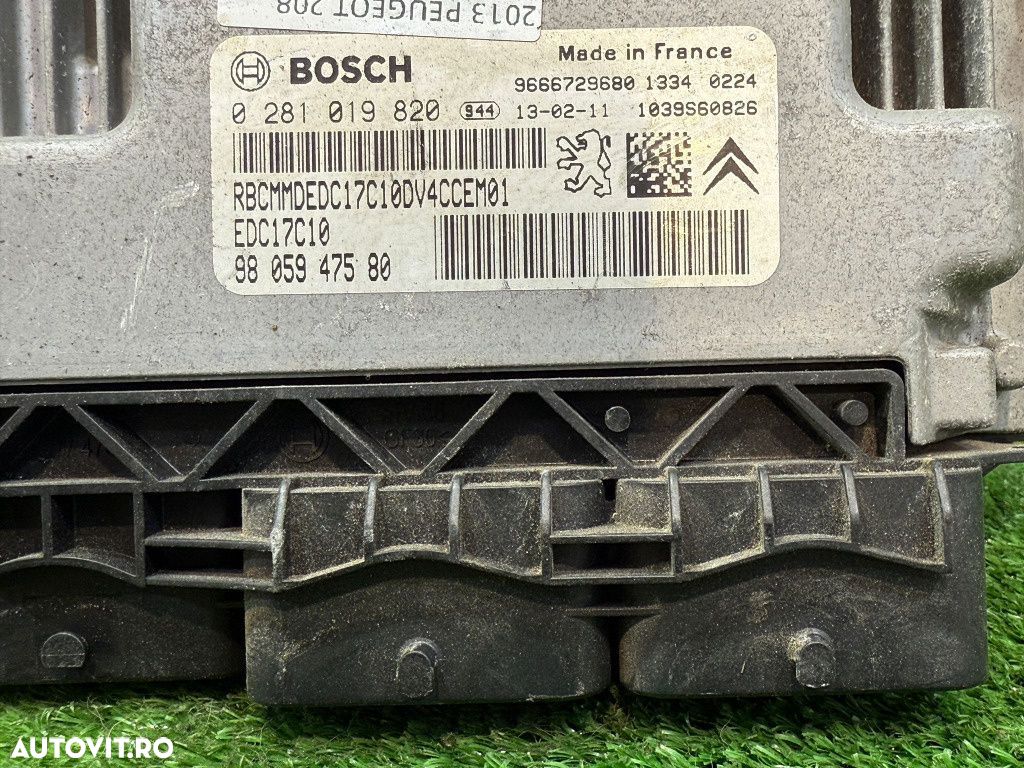 2013 PEUGEOT 208
BOSCH
Made in France
9666729680 1334 0224
0 281 019 820 944 13-02-11 1039S60826
RBCMMDEDC17C10DV4CCEM01
EDC17C10
98 059 475 80
AUTOVIT.RO